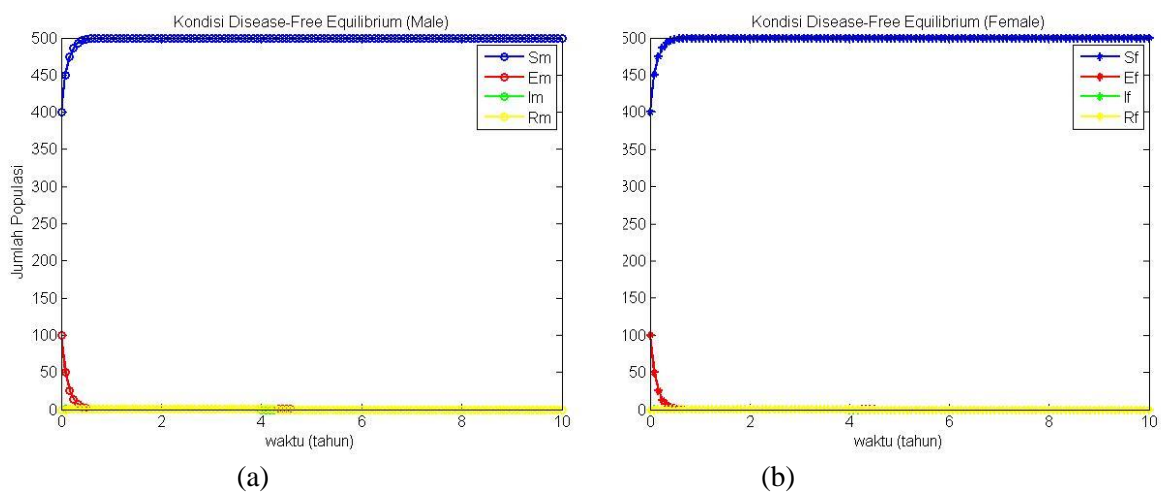 Kondisi Disease-Free Equilibrium (Male)
500
450
400
350
300
250
200
150
100
50
0
Jumlah Populasi
Sm
Em
Im
Rm
0 2 4 6 8 10
waktu (tahun)
(a)
Kondisi Disease-Free Equilibrium (Female)
500
450
400
350
300
250
200
150
100
50
0
Sf
Ef
If
Rf
0 2 4 6 8 10
waktu (tahun)
(b)